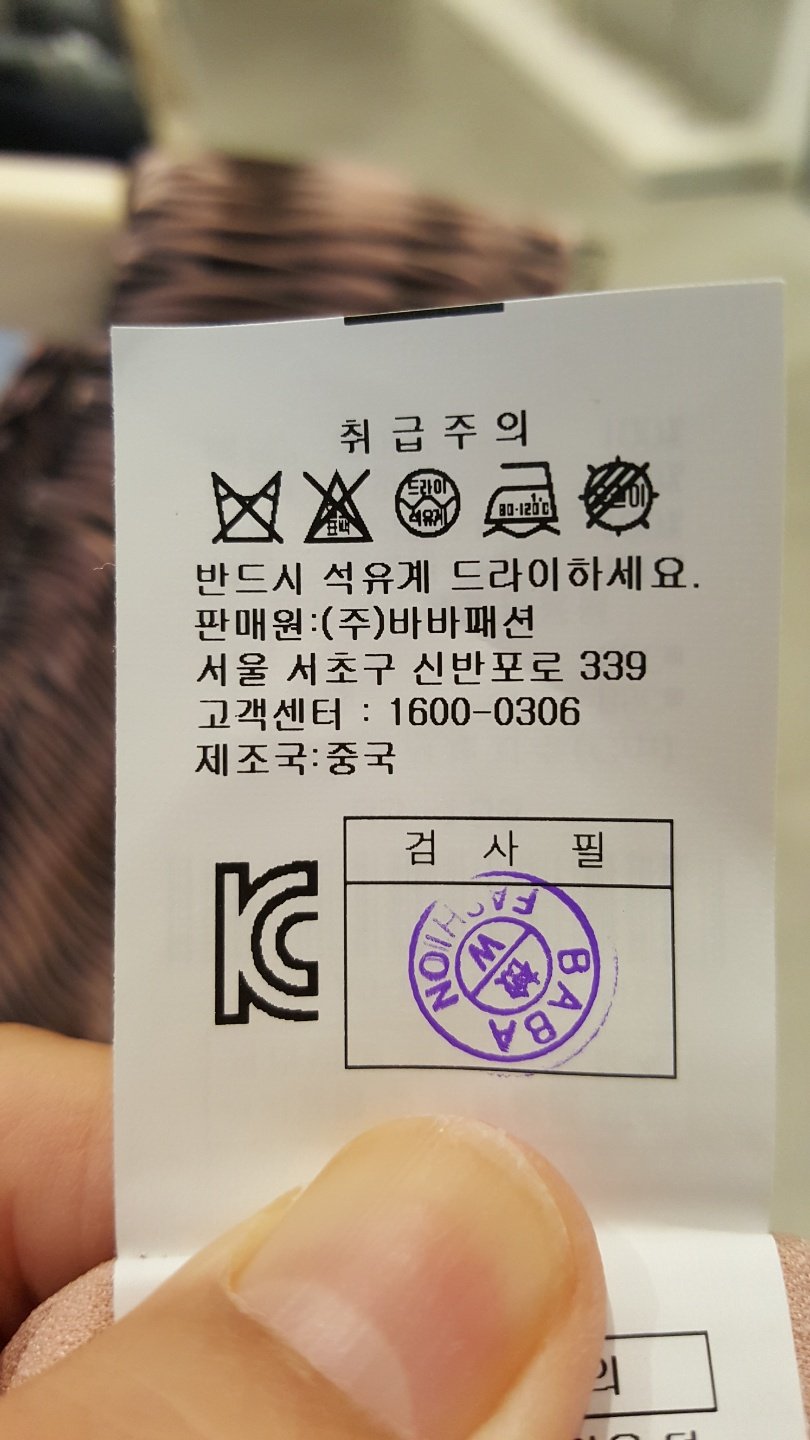 취급주의
표백 드라이 석유계 80-120℃
반드시 석유계 드라이하세요.
판매원:(주)바바패션
서울 서초구 신반포로 339
고객센터 : 1600-0306
제조국:중국
검 사 필
KC
BABA FASHION
W 檢
의